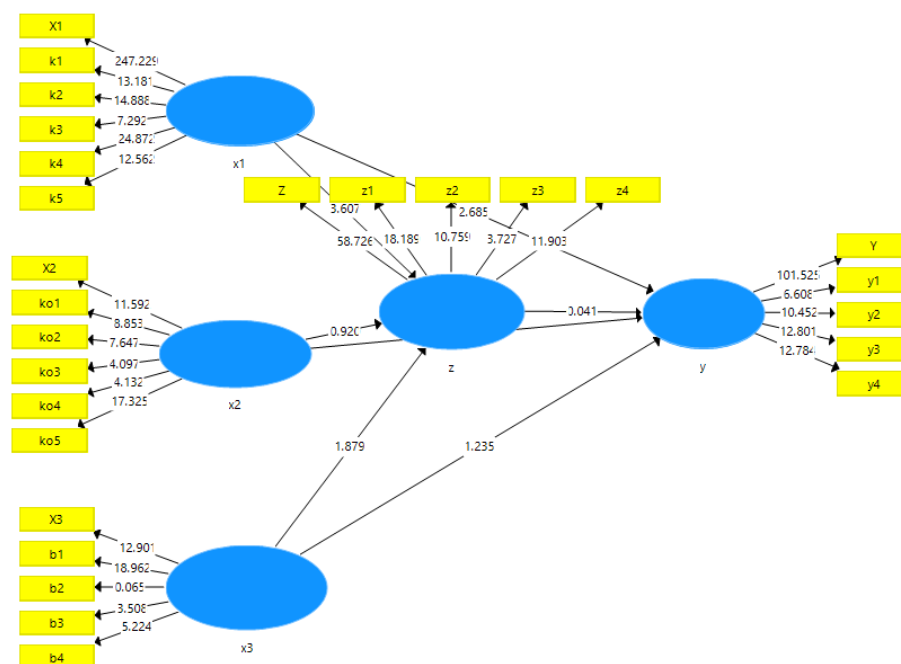 X1
k1
k2
k3
k4
k5
247.229
13.181
14.888
7.292
24.872
12.562
x1
Z
z1
z2
z3
z4
3.607
2.685
58.726
18.189
10.759
3.727
11.903
z
X2
ko1
ko2
ko3
ko4
ko5
11.592
8.853
7.647
4.097
4.132
17.325
x2
0.920
0.041
Y
y1
y2
y3
y4
101.525
6.608
10.452
12.801
12.784
y
1.879
1.235
X3
b1
b2
b3
b4
12.901
18.962
0.065
3.508
5.224
x3